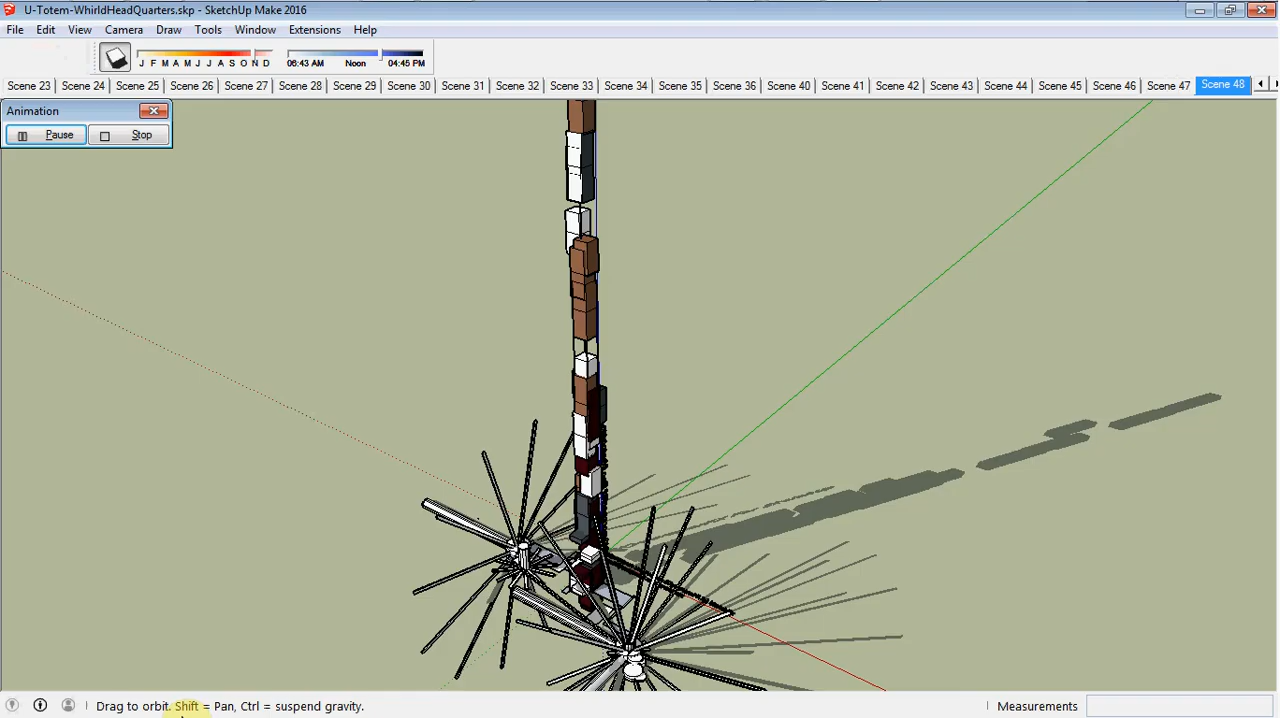 U-Totem-WhirldHeadQuarters.skp - SketchUp Make 2016
File Edit View Camera Draw Tools Window Extensions Help
J F M A M J J A S O N D 06:43 AM Noon 04:45 PM
Scene 23 Scene 24 Scene 25 Scene 26 Scene 27 Scene 28 Scene 29 Scene 30 Scene 31 Scene 32 Scene 33 Scene 34 Scene 35 Scene 36 Scene 40 Scene 41 Scene 42 Scene 43 Scene 44 Scene 45 Scene 46 Scene 47 Scene 48
Animation
Pause Stop
Drag to orbit. Shift = Pan, Ctrl = suspend gravity. Measurements